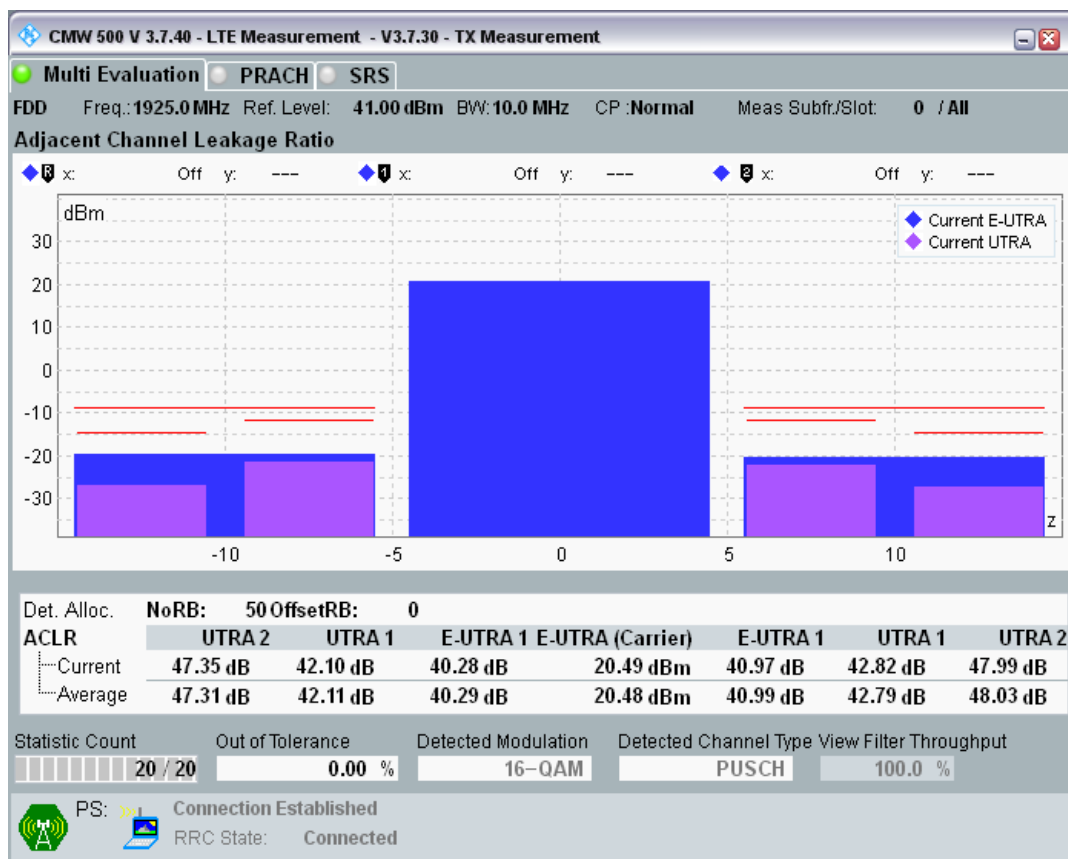 CMW 500 V 3.7.40 - LTE Measurement - V3.7.30 - TX Measurement
Multi Evaluation PRACH SRS
FDD Freq.: 1925.0 MHz Ref. Level: 41.00 dBm BW: 10.0 MHz CP :Normal Meas Subfr./Slot: 0 / All
Adjacent Channel Leakage Ratio
R x: Off y: --- 1 x: Off y: --- 2 x: Off y: ---
dBm
Current E-UTRA
Current UTRA
30
20
10
0
-10
-20
-30
z
-10 -5 0 5 10
Det. Alloc. NoRB: 50 OffsetRB: 0
ACLR UTRA 2 UTRA 1 E-UTRA 1 E-UTRA (Carrier) E-UTRA 1 UTRA 1 UTRA 2
Current 47.35 dB 42.10 dB 40.28 dB 20.49 dBm 40.97 dB 42.82 dB 47.99 dB
Average 47.31 dB 42.11 dB 40.29 dB 20.48 dBm 40.99 dB 42.79 dB 48.03 dB
Statistic Count Out of Tolerance Detected Modulation Detected Channel Type View Filter Throughput
20 / 20 0.00 % 16-QAM PUSCH 100.0 %
PS: Connection Established
RRC State: Connected